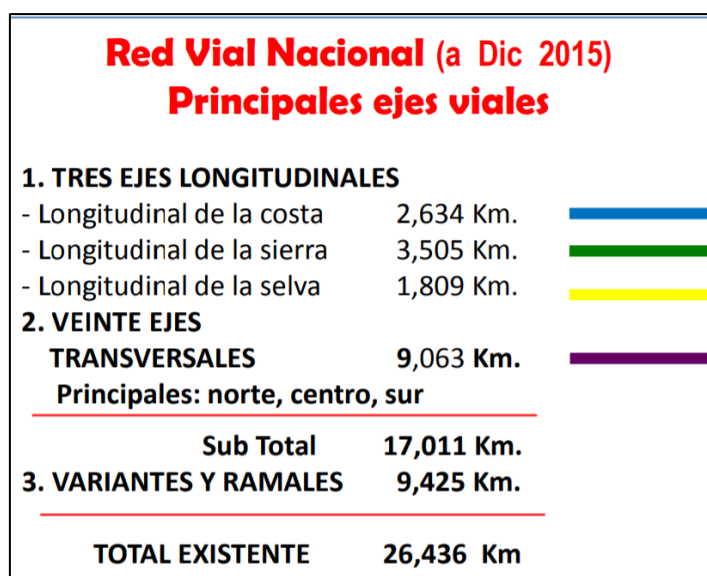 Red Vial Nacional (a Dic 2015)
Principales ejes viales
1. TRES EJES LONGITUDINALES
- Longitudinal de la costa 2,634 Km.
- Longitudinal de la sierra 3,505 Km.
- Longitudinal de la selva 1,809 Km.
2. VEINTE EJES
TRANSVERSALES 9,063 Km.
Principales: norte, centro, sur
Sub Total 17,011 Km.
3. VARIANTES Y RAMALES 9,425 Km.
TOTAL EXISTENTE 26,436 Km